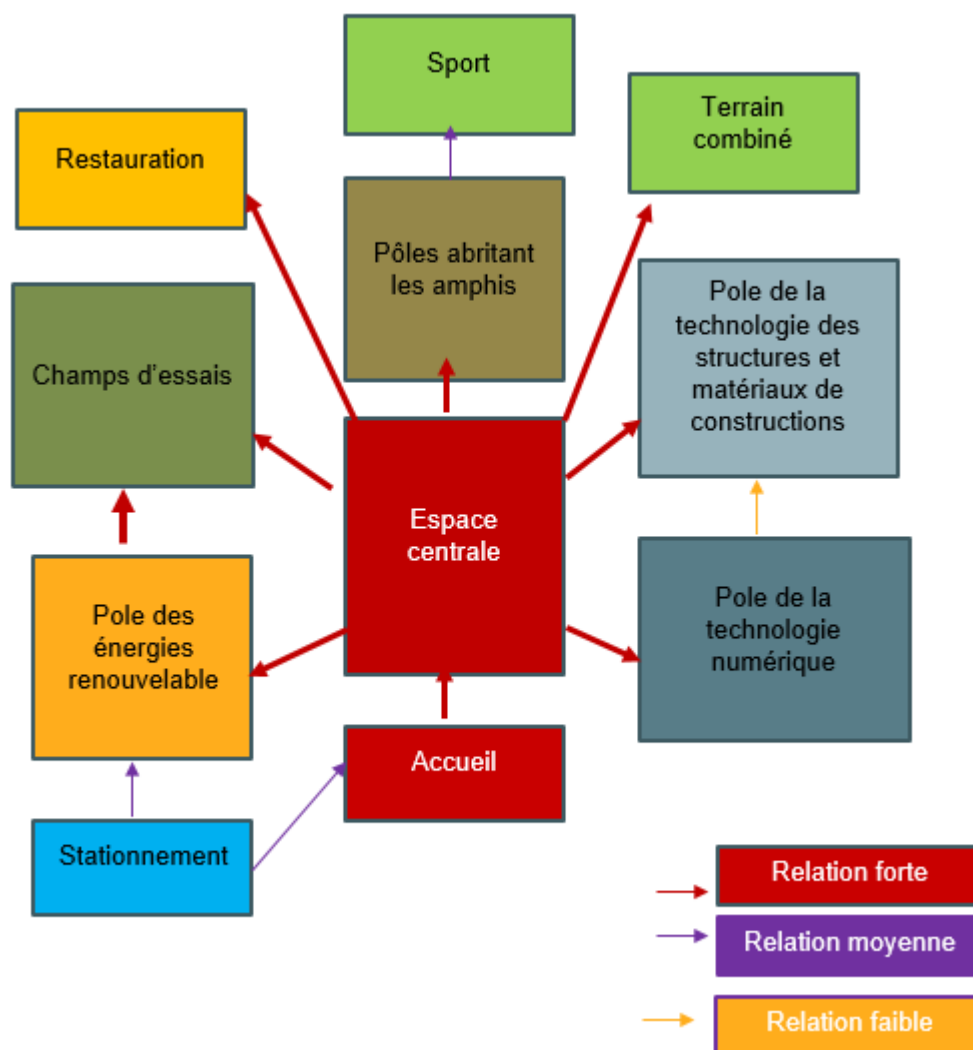 Sport
Terrain
combiné
Restauration
Pôles abritant
les amphis
Pole de la
technologie des
structures et
matériaux de
constructions
Champs d'essais
Espace
centrale
Pole des
énergies
renouvelable
Pole de la
technologie
numérique
Accueil
Stationnement
Relation forte
Relation moyenne
Relation faible